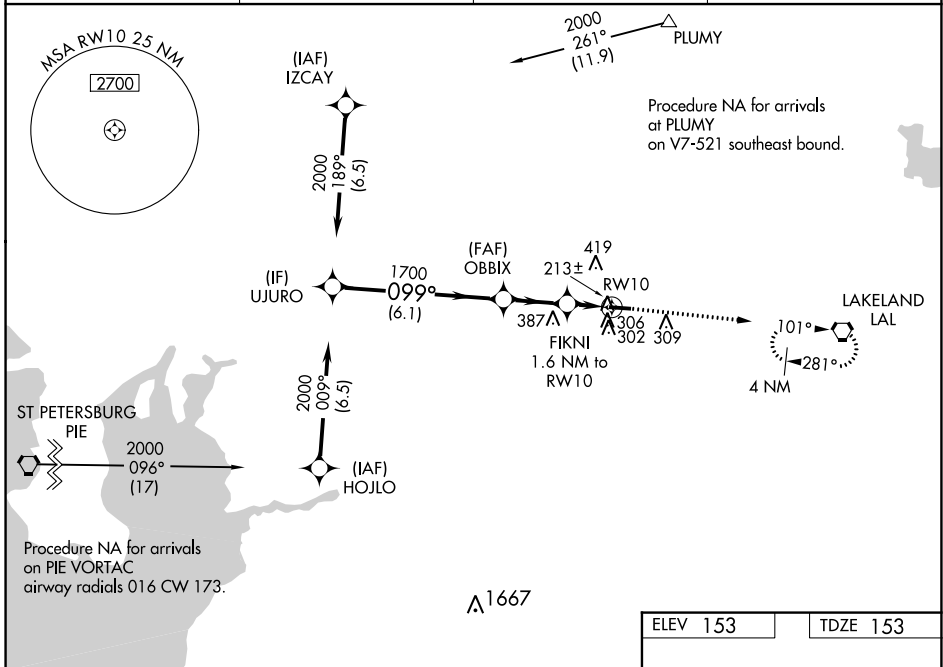 MSA RW10 25 NM
2700
(IAF)
IZCAY
2000
189°
(6.5)
2000
261°
(11.9)
PLUMY
Procedure NA for arrivals
at PLUMY
on V7-521 southeast bound.
(IF)
UJURO
1700
099°
(6.1)
(FAF)
OBBIX
213±
419
RW10
387
306
302
309
FIKNI
1.6 NM to
RW10
LAKELAND
LAL
101°
281°
4 NM
2000
009°
(6.5)
(IAF)
HOJLO
ST PETERSBURG
PIE
2000
096°
(17)
Procedure NA for arrivals
on PIE VORTAC
airway radials 016 CW 173.
1667
ELEV 153
TDZE 153